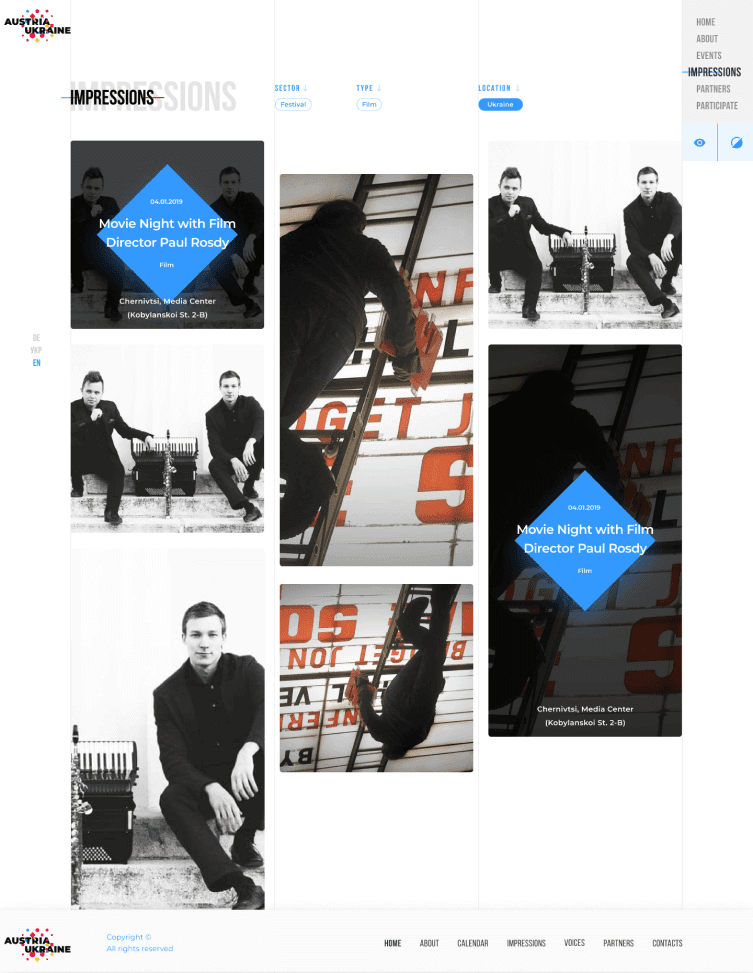 AUSTRIA
UKRAINE
HOME
ABOUT
EVENTS
IMPRESSIONS
PARTNERS
PARTICIPATE
IMPRESSIONS
IMPRESSIONS
SECTOR ↓
Festival
TYPE ↓
Film
LOCATION ↓
Ukraine
04.01.2019
Movie Night with Film
Director Paul Rosdy
Film
Chernivtsi, Media Center
(Kobylanskoi St. 2-B)
DE
УКР
EN
NF
L
GET J
S
04.01.2019
Movie Night with Film
Director Paul Rosdy
Film
Chernivtsi, Media Center
(Kobylanskoi St. 2-B)
AUSTRIA
UKRAINE
Copyright ©
All rights reserved
HOME
ABOUT
CALENDAR
IMPRESSIONS
VOICES
PARTNERS
CONTACTS